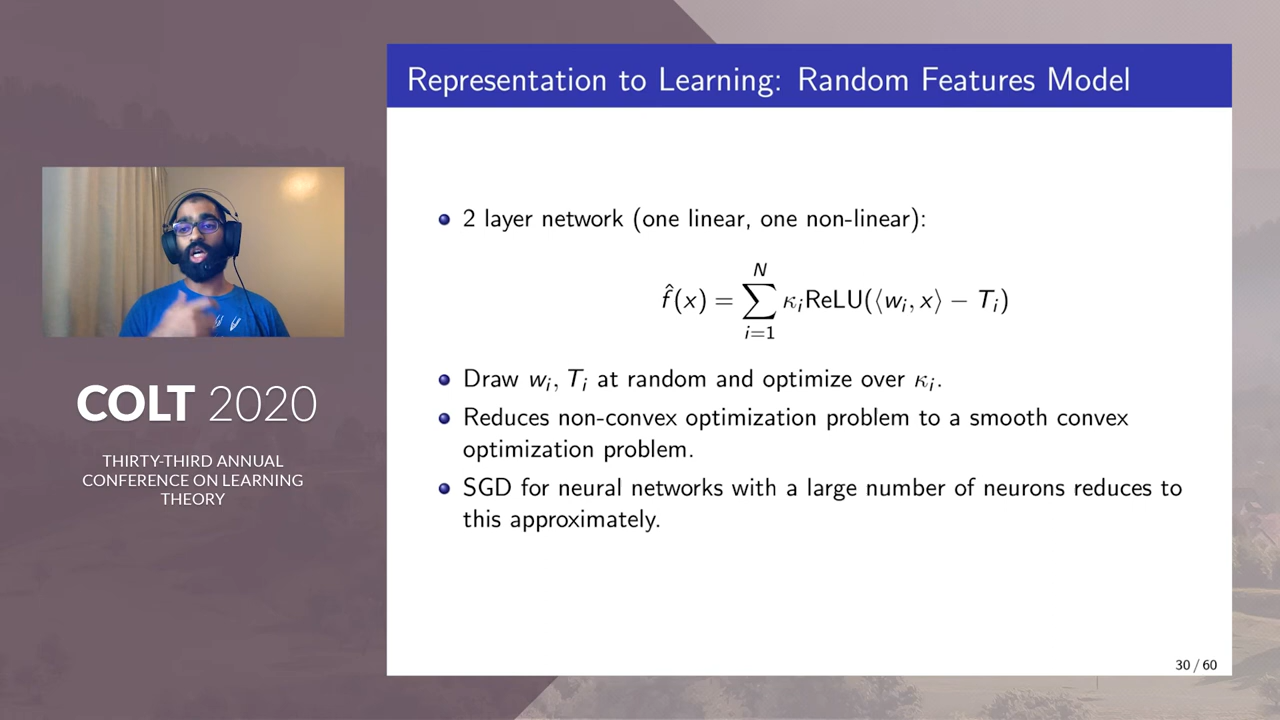 Representation to Learning: Random Features Model
2 layer network (one linear, one non-linear):
f̂(x) = ∑_{i=1}^{N} κ_i ReLU(⟨w_i, x⟩ − T_i)
Draw w_i, T_i at random and optimize over κ_i.
Reduces non-convex optimization problem to a smooth convex
optimization problem.
SGD for neural networks with a large number of neurons reduces to
this approximately.
30 / 60
COLT 2020
THIRTY-THIRD ANNUAL
CONFERENCE ON LEARNING
THEORY